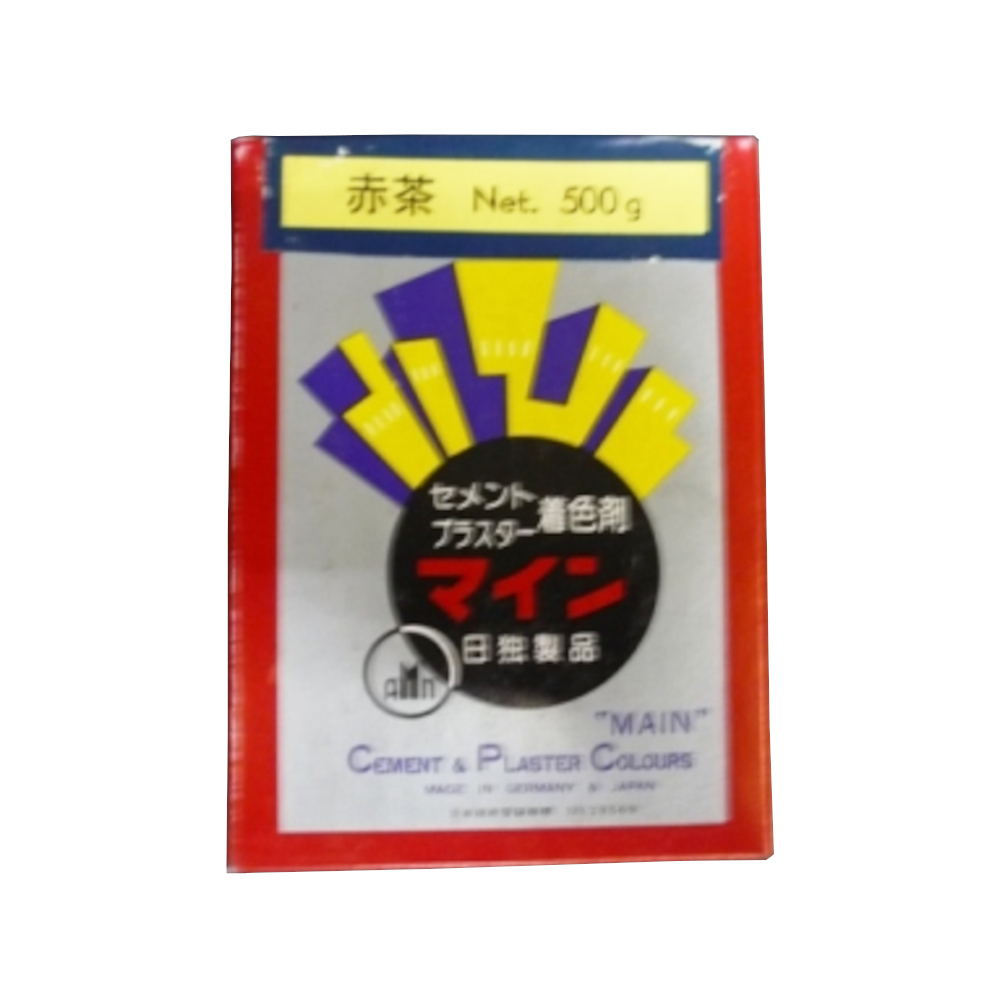 赤茶 Net. 500g
セメント
プラスター
着色剤
マイン
日独製品
AMN
"MAIN"
CEMENT & PLASTER COLOURS
MADE IN GERMANY & JAPAN